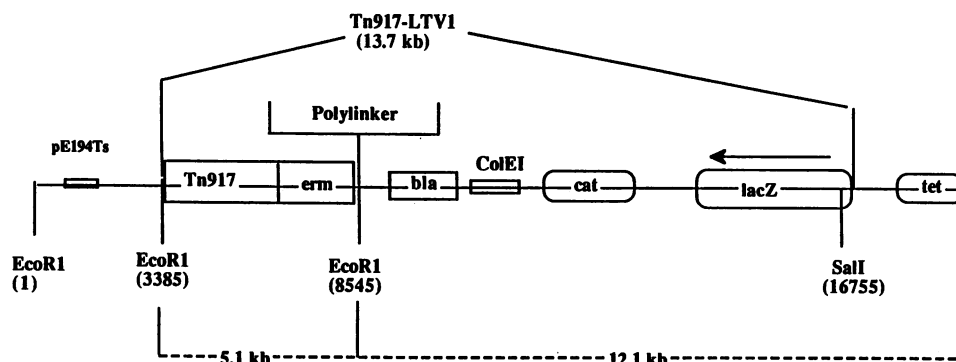 Tn917-LTV1
(13.7 kb)
Polylinker
pE194Ts
ColEI
Tn917
erm
bla
cat
lacZ
tet
EcoR1
(1)
EcoR1
(3385)
EcoR1
(8545)
SalI
(16755)
5.1 kb
12.1 kb